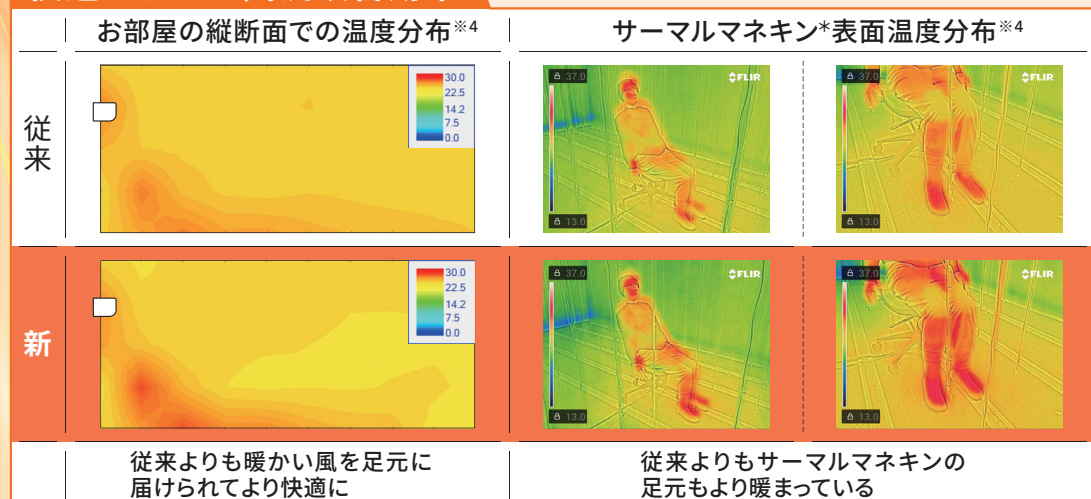 お部屋の縦断面での温度分布※4
サーマルマネキン*表面温度分布※4
従来
30.0
22.5
14.2
7.5
0.0
37.0
FLIR
13.0
37.0
FLIR
13.0
新
30.0
22.5
14.2
7.5
0.0
37.0
FLIR
13.0
37.0
FLIR
13.0
従来よりも暖かい風を足元に
届けられてより快適に
従来よりもサーマルマネキンの
足元もより暖まっている